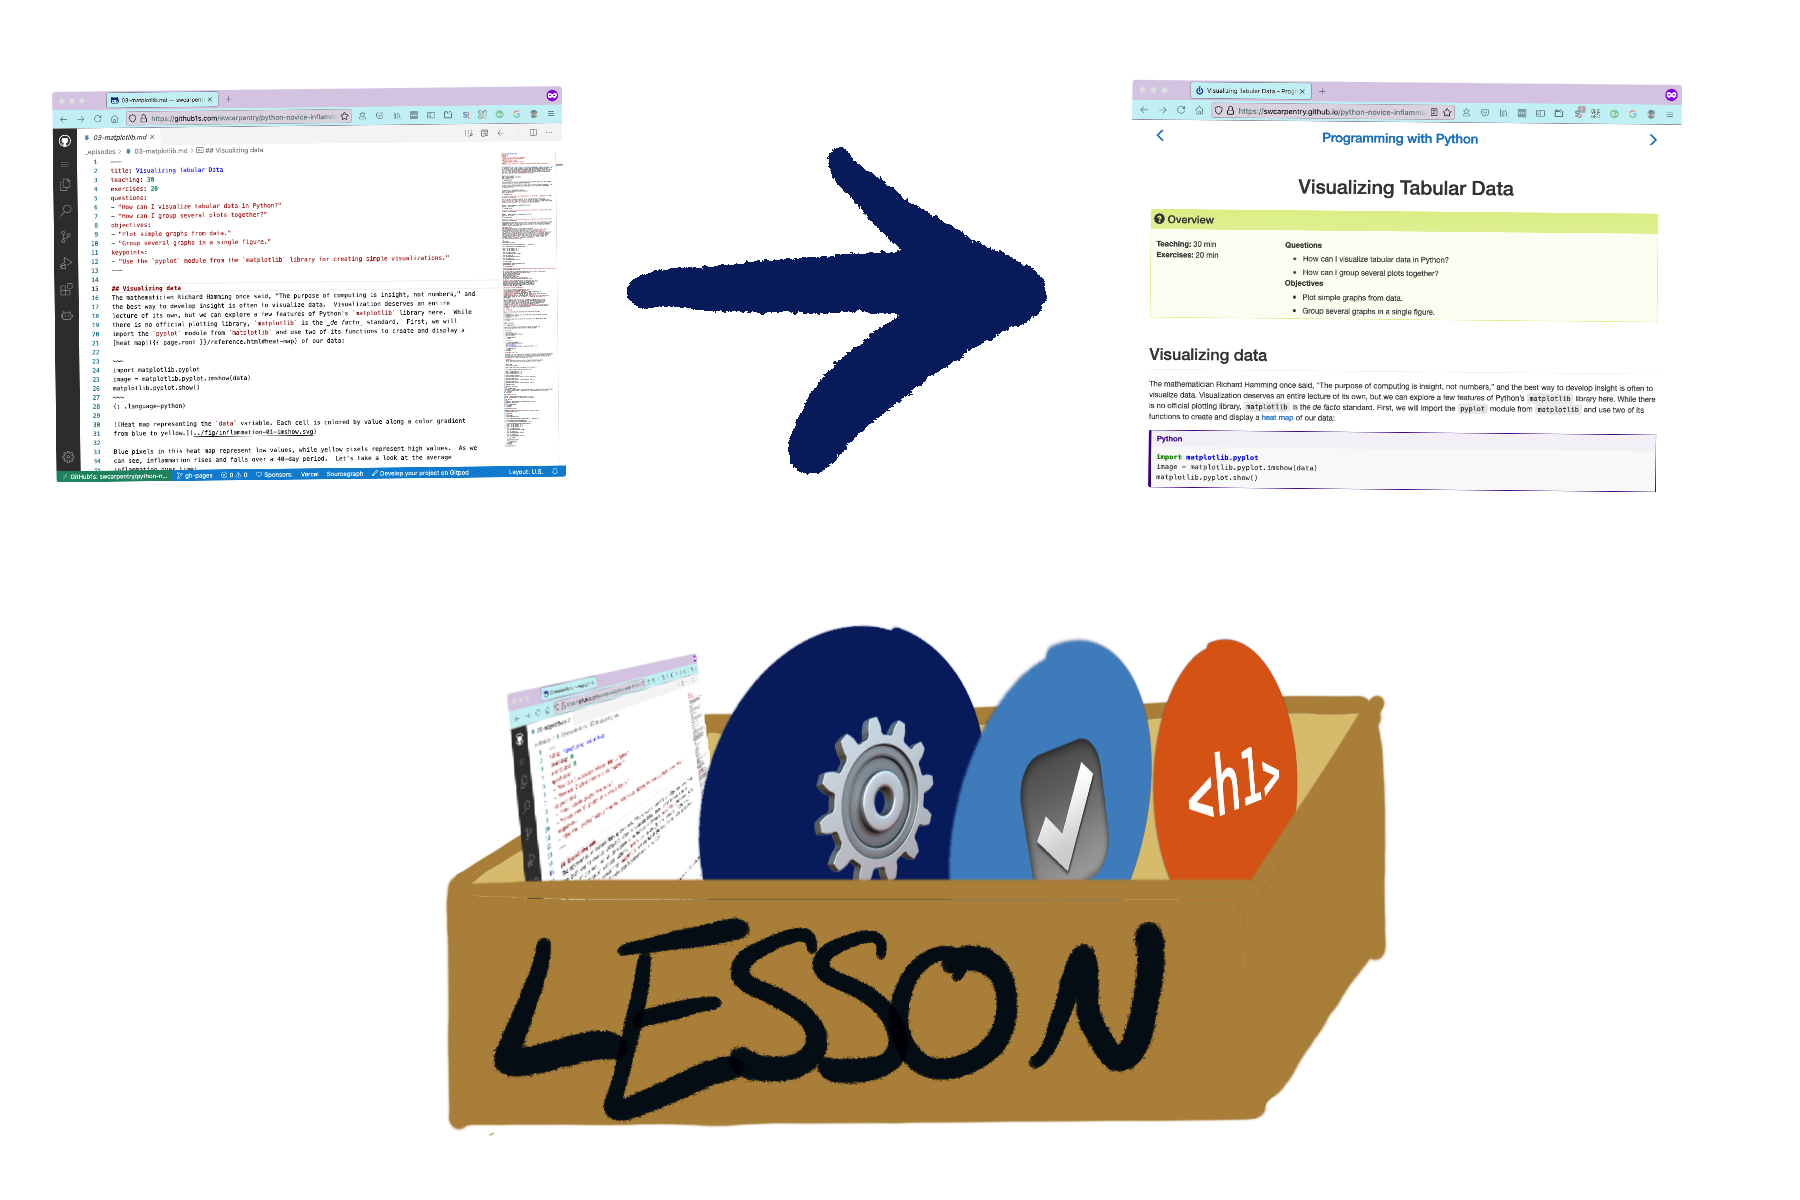 03-matplotlib.md — swcarpent
https://github1s.com/swcarpentry/python-novice-inflamm
03-matplotlib.md
_episodes > 03-matplotlib.md > ## Visualizing data
1 ---
2 title: Visualizing Tabular Data
3 teaching: 30
4 exercises: 20
5 questions:
6 - "How can I visualize tabular data in Python?"
7 - "How can I group several plots together?"
8 objectives:
9 - "Plot simple graphs from data."
10 - "Group several graphs in a single figure."
11 keypoints:
12 - "Use the `pyplot` module from the `matplotlib` library for creating simple visualizations."
13 ---
14
15 ## Visualizing data
16 The mathematician Richard Hamming once said, "The purpose of computing is insight, not numbers," and
17 the best way to develop insight is often to visualize data.  Visualization deserves an entire
18 lecture of its own, but we can explore a few features of Python's `matplotlib` library here.  While
19 there is no official plotting library, `matplotlib` is the _de facto_ standard.  First, we will
20 import the `pyplot` module from `matplotlib` and use two of its functions to create and display a
21 [heat map]({{ page.root }}/reference.html#heat-map) of our data:
22
23 ~~~
24 import matplotlib.pyplot
25 image = matplotlib.pyplot.imshow(data)
26 matplotlib.pyplot.show()
27 ~~~
28 {: .language-python}
29
30 ![Heat map representing the `data` variable. Each cell is colored by value along a color gradient
31 from blue to yellow.](../fig/inflammation-01-imshow.svg)
32
33 Blue pixels in this heat map represent low values, while yellow pixels represent high values.  As we
34 can see, inflammation rises and falls over a 40-day period.  Let's take a look at the average
35 inflammation over time:
GitHub1s: swcarpentry/python-n... gh-pages 0 0 Sponsors: Vercel Sourcegraph Develop your project on Gitpod Layout: U.S.
Visualizing Tabular Data – Progr
https://swcarpentry.github.io/python-novice-inflamm
Programming with Python
Visualizing Tabular Data
Overview
Teaching: 30 min
Exercises: 20 min
Questions
• How can I visualize tabular data in Python?
• How can I group several plots together?
Objectives
• Plot simple graphs from data.
• Group several graphs in a single figure.
Visualizing data
The mathematician Richard Hamming once said, "The purpose of computing is insight, not numbers," and the best way to develop insight is often to
visualize data. Visualization deserves an entire lecture of its own, but we can explore a few features of Python's matplotlib library here. While there
is no official plotting library, matplotlib is the de facto standard. First, we will import the pyplot module from matplotlib and use two of its
functions to create and display a heat map of our data:
Python
import matplotlib.pyplot
image = matplotlib.pyplot.imshow(data)
matplotlib.pyplot.show()
<h1>
LESSON